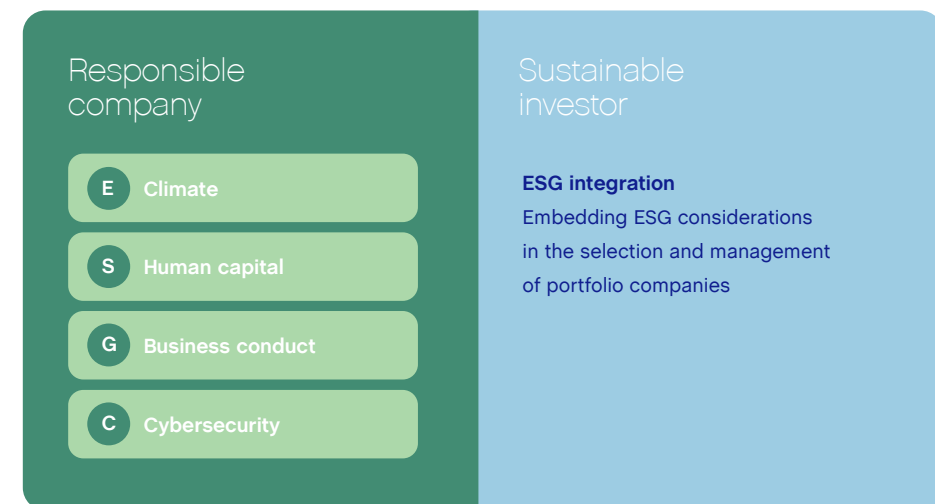 Responsible
company
E Climate
S Human capital
G Business conduct
C Cybersecurity
Sustainable
investor
ESG integration
Embedding ESG considerations
in the selection and management
of portfolio companies